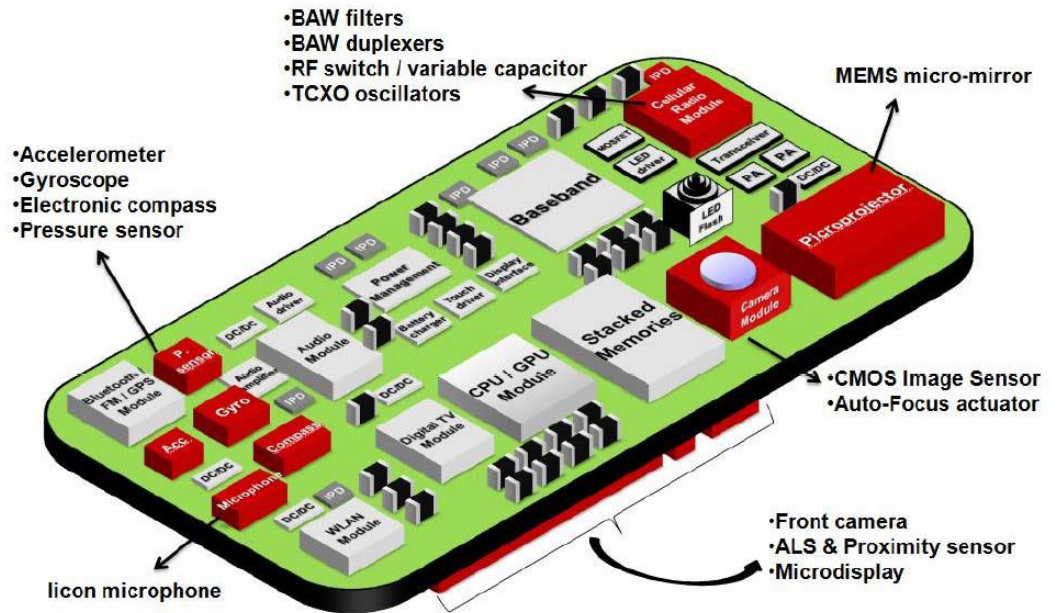 •BAW filters
•BAW duplexers
•RF switch / variable capacitor
•TCXO oscillators
MEMS micro-mirror
•Accelerometer
•Gyroscope
•Electronic compass
•Pressure sensor
IPD
Cellular
Radio
Module
MOSFET
LED
driver
Transceiver
PA
PA
DC/DC
IPD
IPD
IPD
Baseband
LED
Flash
Picroprojector
IPD
IPD
Power
Management
Display
interface
Touch
driver
Battery
charger
Camera
Module
Stacked
Memories
Audio
driver
DC/DC
Audio
Module
P.
sensor
Audio
amplifier
Bluetooth
FM / GPS
Module
CPU / GPU
Module
DC/DC
Gyro
IPD
Digital TV
Module
Acc.
Compass
DC/DC
Microphone
IPD
DC/DC
WLAN
Module
•CMOS Image Sensor
•Auto-Focus actuator
•Front camera
•ALS & Proximity sensor
•Microdisplay
licon microphone